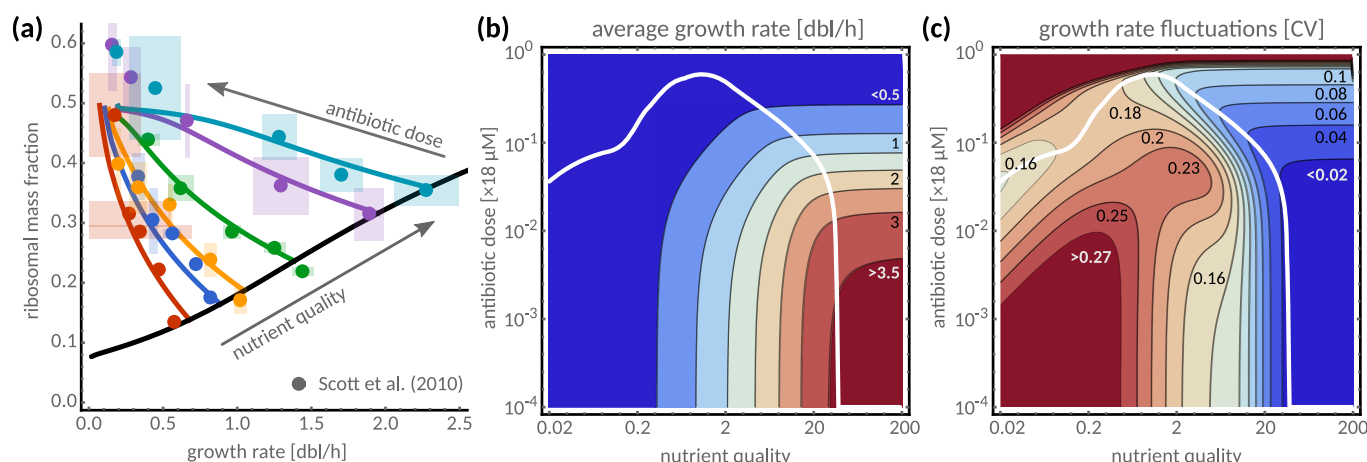 (a)
ribosomal mass fraction
0.6
0.5
0.4
0.3
0.2
0.1
0.0
antibiotic dose
nutrient quality
Scott et al. (2010)
0.0 0.5 1.0 1.5 2.0 2.5
growth rate [dbl/h]
(b)
average growth rate [dbl/h]
antibiotic dose [×18 μM]
10⁰
10⁻¹
10⁻²
10⁻³
10⁻⁴
<0.5
1
2
3
>3.5
0.02 0.2 2 20 200
nutrient quality
(c)
growth rate fluctuations [CV]
antibiotic dose [×18 μM]
10⁰
10⁻¹
10⁻²
10⁻³
10⁻⁴
0.1
0.08
0.06
0.04
<0.02
0.18
0.2
0.16
0.23
0.25
>0.27
0.16
0.02 0.2 2 20 200
nutrient quality